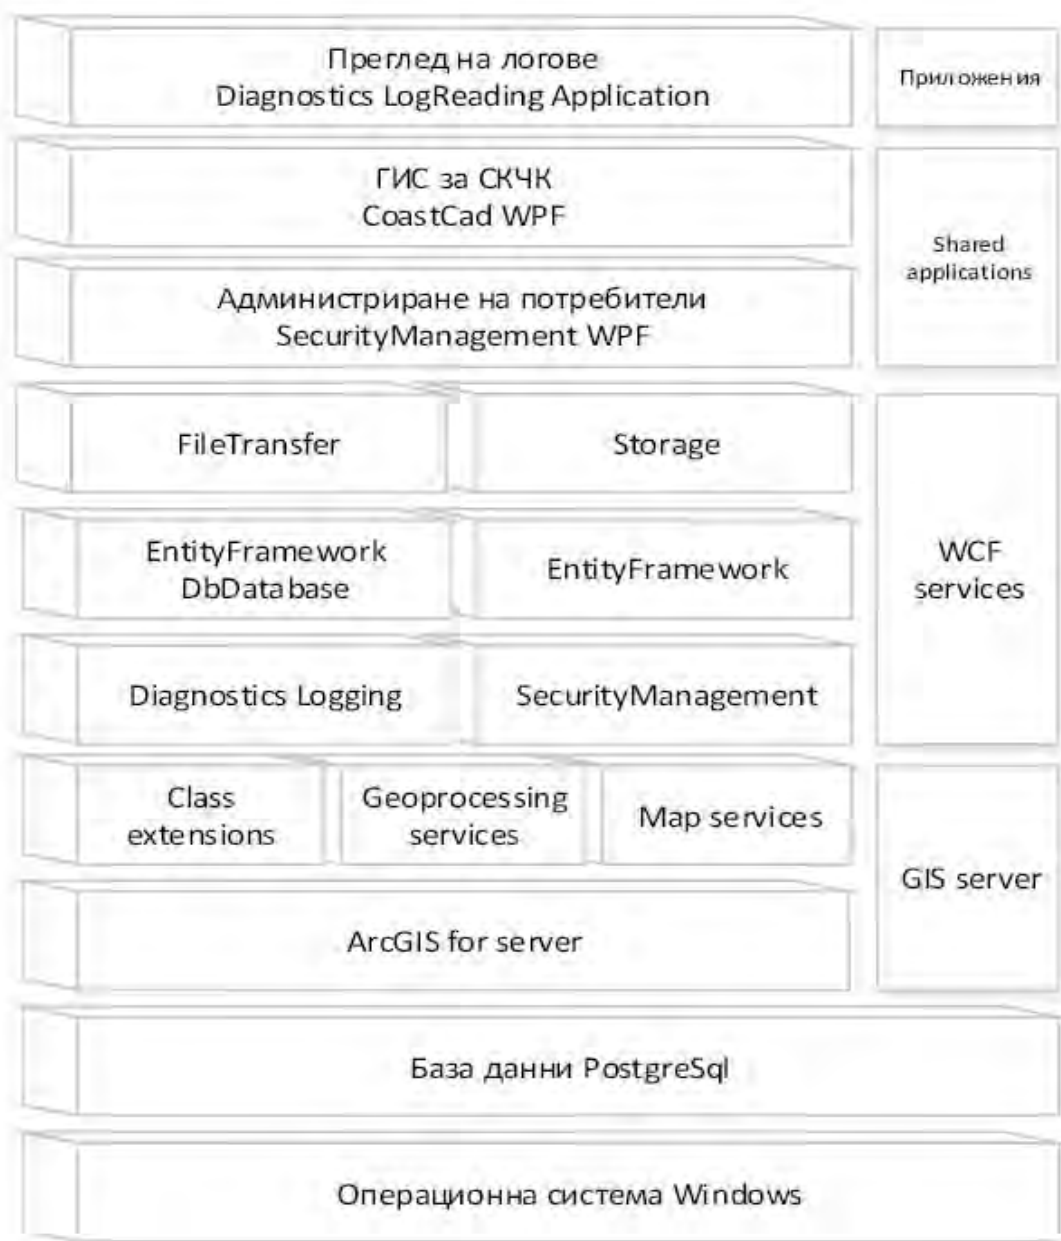 Преглед на логове
Diagnostics LogReading Application
Приложения
ГИС за СКЧК
CoastCad WPF
Shared
applications
Администриране на потребители
SecurityManagement WPF
FileTransfer
Storage
EntityFramework
DbDatabase
EntityFramework
WCF
services
Diagnostics Logging
SecurityManagement
Class
extensions
Geoprocessing
services
Map services
GIS server
ArcGIS for server
База данни PostgreSql
Операционна система Windows